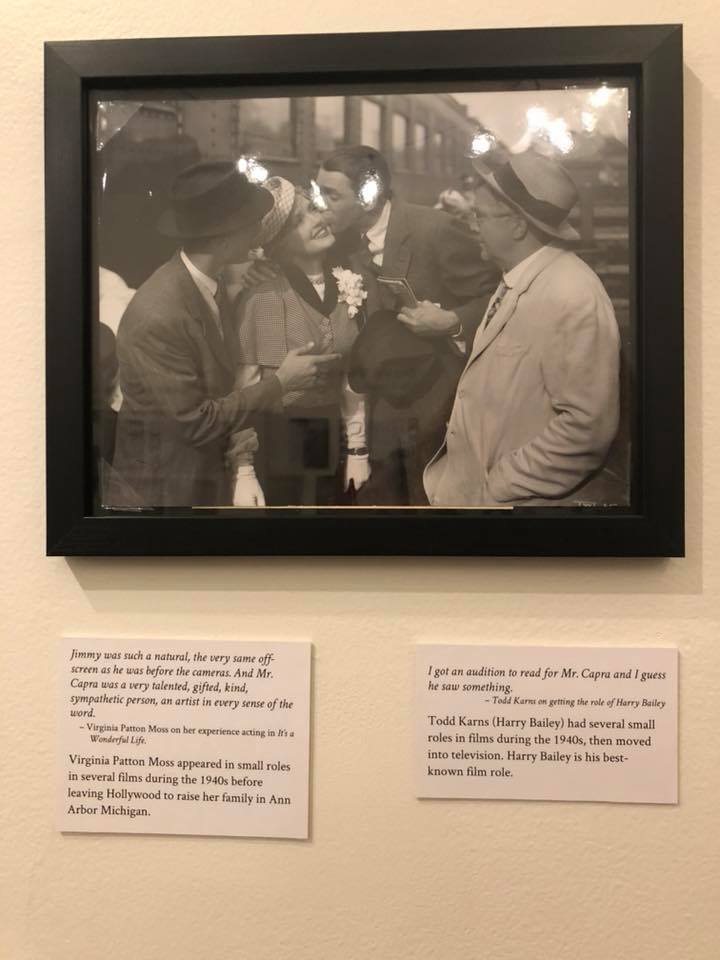 Jimmy was such a natural, the very same off-
screen as he was before the cameras. And Mr.
Capra was a very talented, gifted, kind,
sympathetic person, an artist in every sense of the
word.
– Virginia Patton Moss on her experience acting in It's a
Wonderful Life.
Virginia Patton Moss appeared in small roles
in several films during the 1940s before
leaving Hollywood to raise her family in Ann
Arbor Michigan.
I got an audition to read for Mr. Capra and I guess
he saw something.
– Todd Karns on getting the role of Harry Bailey
Todd Karns (Harry Bailey) had several small
roles in films during the 1940s, then moved
into television. Harry Bailey is his best-
known film role.